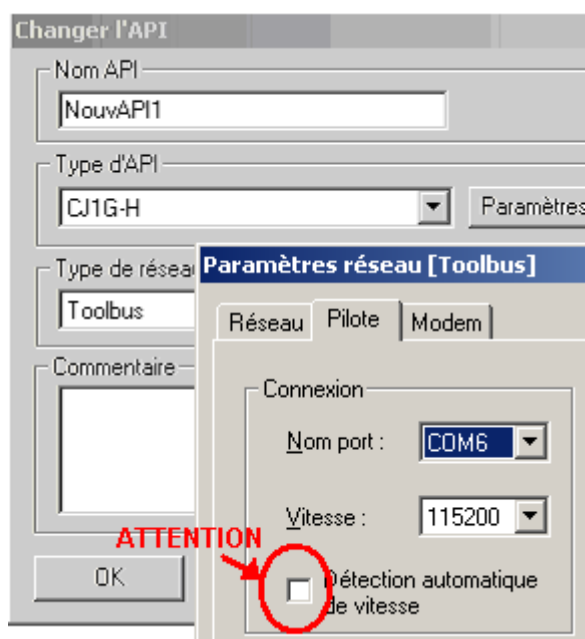 Changer l'API
Nom API
NouvAPI1
Type d'API
CJ1G-H
Paramètres
Type de résea
Toolbus
Commentaire
OK
Paramètres réseau [Toolbus]
Réseau Pilote Modem
Connexion
Nom port :
COM6
Vitesse :
115200
ATTENTION
Détection automatique
de vitesse